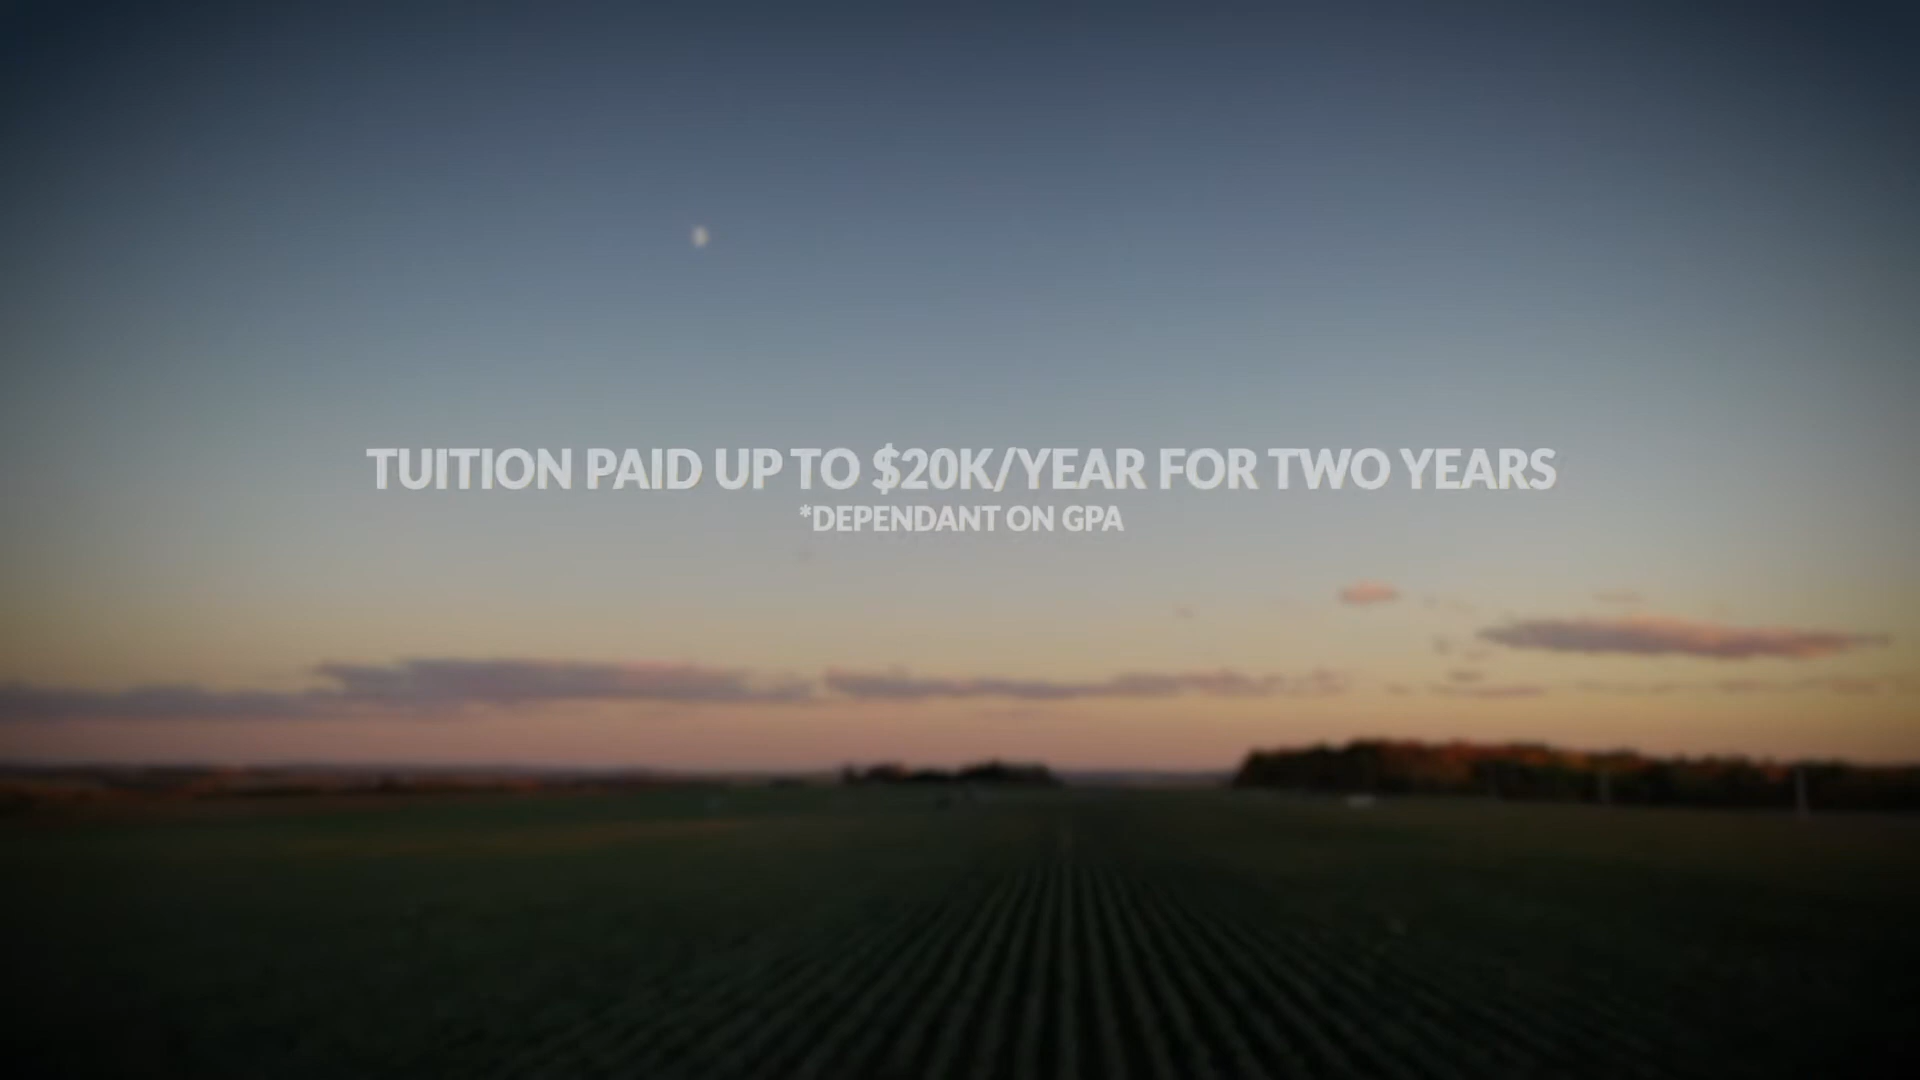 TUITION PAID UP TO $20K/YEAR FOR TWO YEARS
*DEPENDANT ON GPA